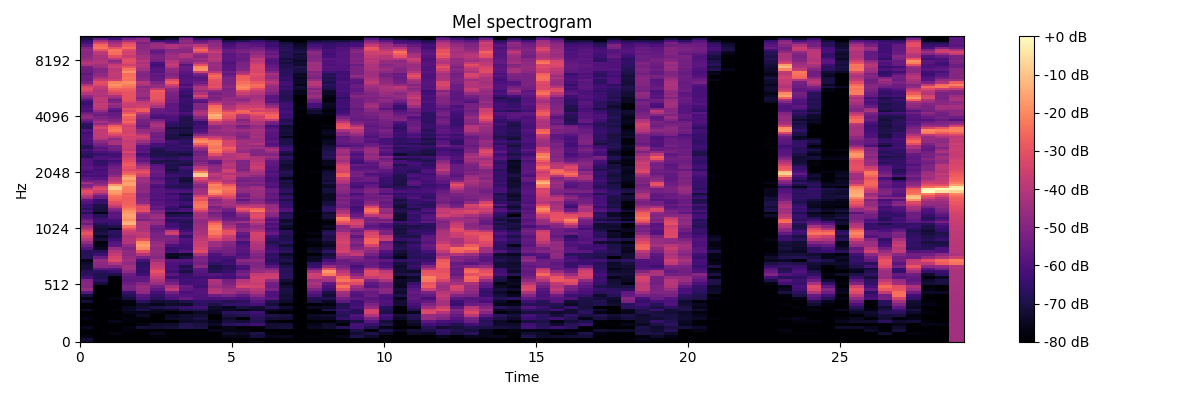 Mel spectrogram
8192
4096
2048
1024
512
0
Hz
0
5
10
15
20
25
Time
+0 dB
-10 dB
-20 dB
-30 dB
-40 dB
-50 dB
-60 dB
-70 dB
-80 dB